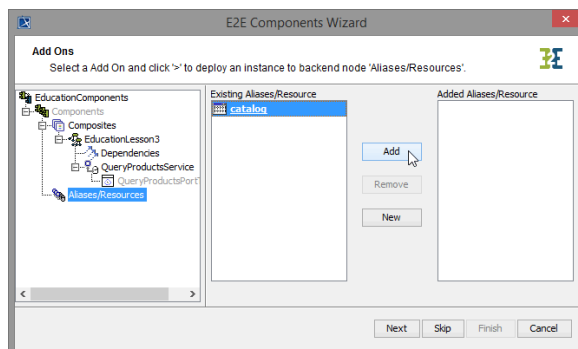 E2E Components Wizard
Add Ons
Select a Add On and click '>' to deploy an instance to backend node 'Aliases/Resources'.
EducationComponents
Components
Composites
EducationLesson3
Dependencies
QueryProductsService
QueryProductsPort
Aliases/Resources
Existing Aliases/Resource
catalog
Add
Remove
New
Added Aliases/Resource
Next
Skip
Finish
Cancel